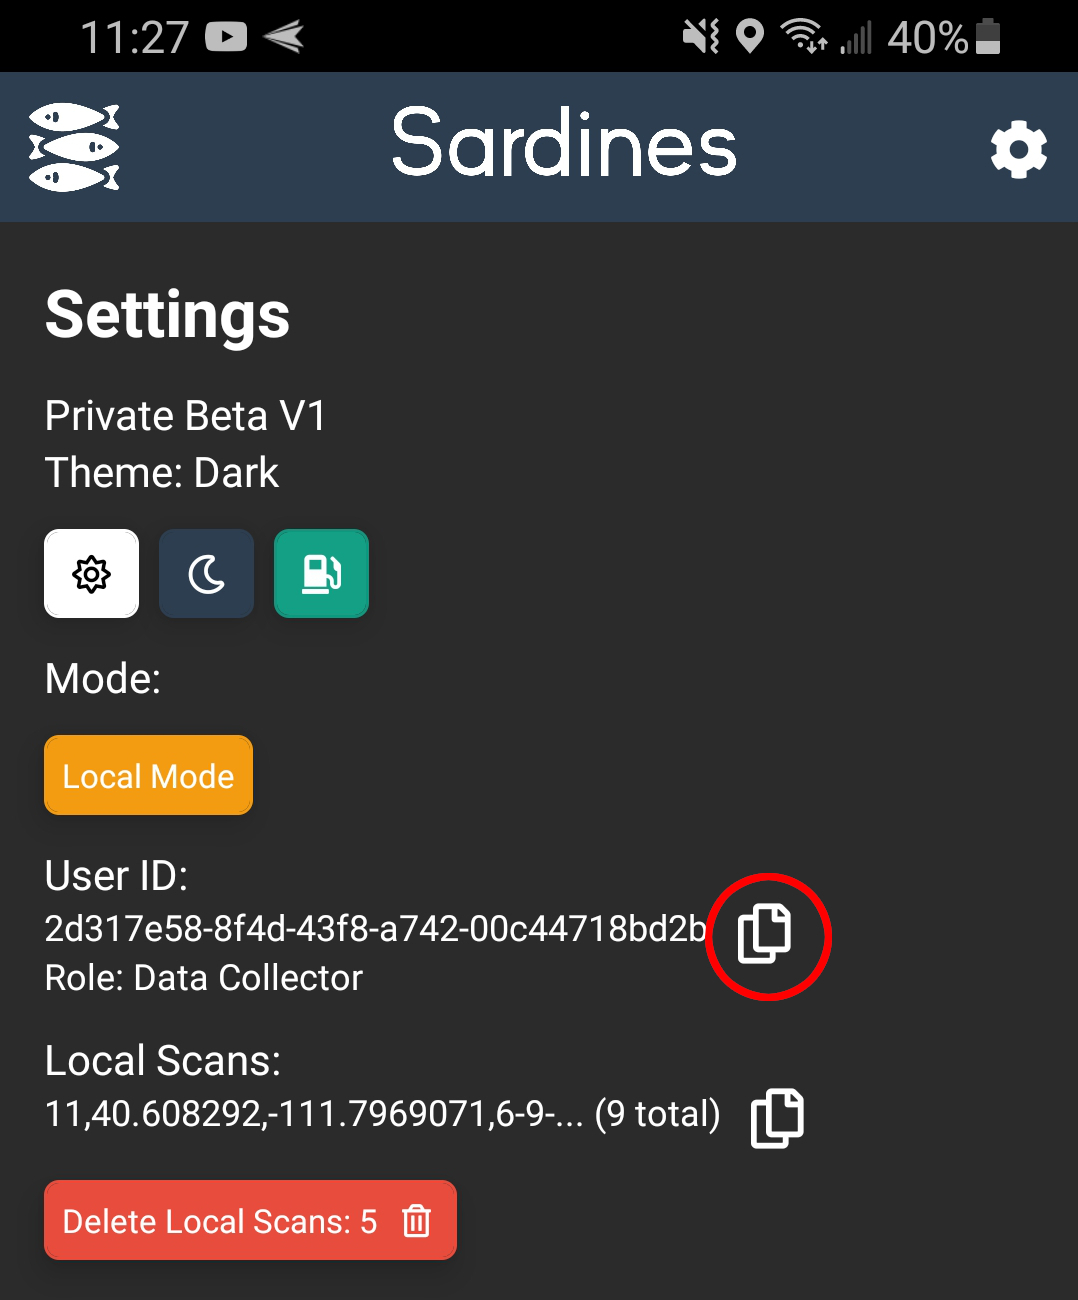 11:27
40%
Sardines
Settings
Private Beta V1
Theme: Dark
Mode:
Local Mode
User ID:
2d317e58-8f4d-43f8-a742-00c44718bd2b
Role: Data Collector
Local Scans:
11,40.608292,-111.7969071,6-9-... (9 total)
Delete Local Scans: 5